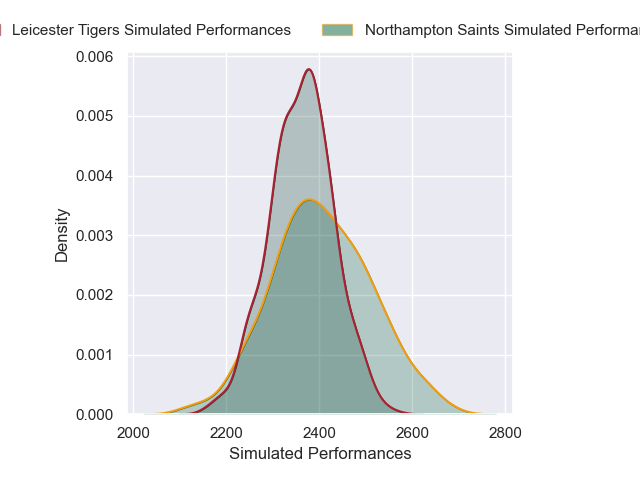 Leicester Tigers Simulated Performances
Northampton Saints Simulated
0.006
0.005
0.004
0.003
0.002
0.001
0.000
Density
2000 2200 2400 2600 2800
Simulated Performances